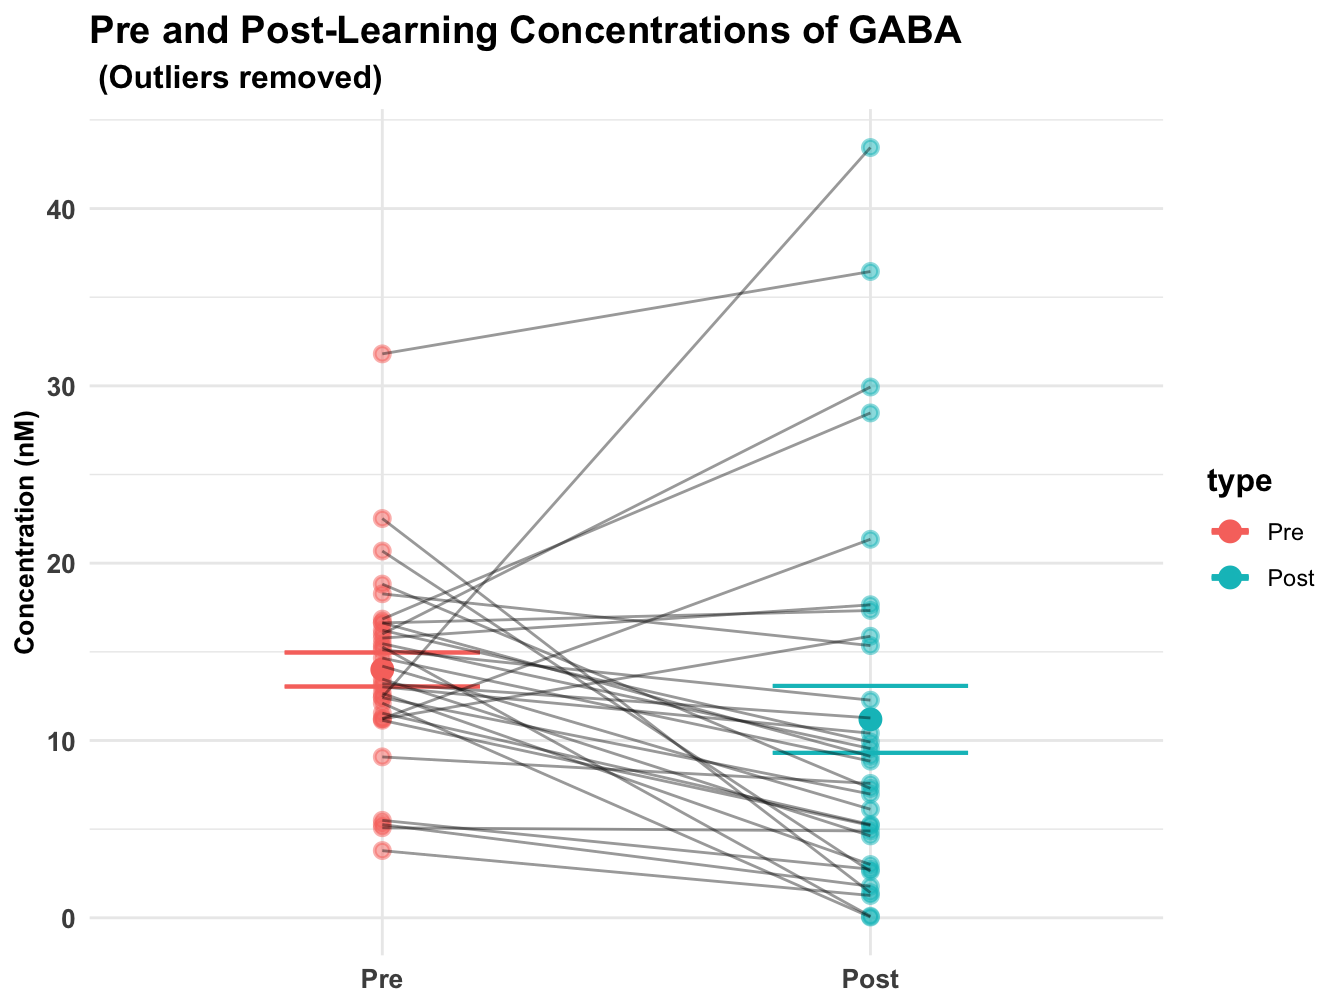 Pre and Post-Learning Concentrations of GABA
(Outliers removed)
Concentration (nM)
40
30
20
10
0
Pre
Post
type
Pre
Post